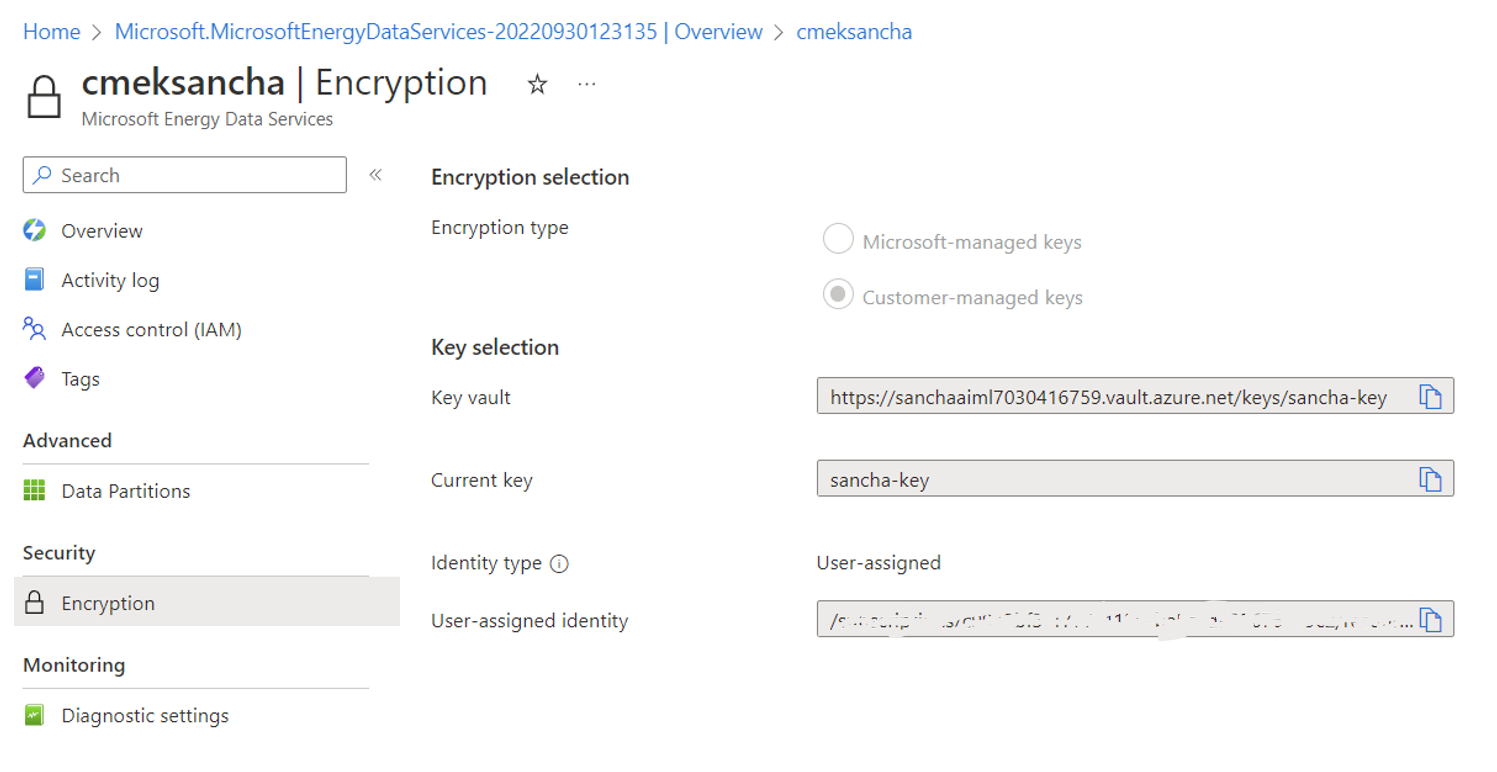 Home > Microsoft.MicrosoftEnergyDataServices-20220930123135 | Overview > cmeksancha
cmeksancha | Encryption ...
Microsoft Energy Data Services
Search «
Overview
Activity log
Access control (IAM)
Tags
Advanced
Data Partitions
Security
Encryption
Monitoring
Diagnostic settings
Encryption selection
Encryption type
Microsoft-managed keys
Customer-managed keys
Key selection
Key vault https://sanchaaiml7030416759.vault.azure.net/keys/sancha-key
Current key sancha-key
Identity type User-assigned
User-assigned identity